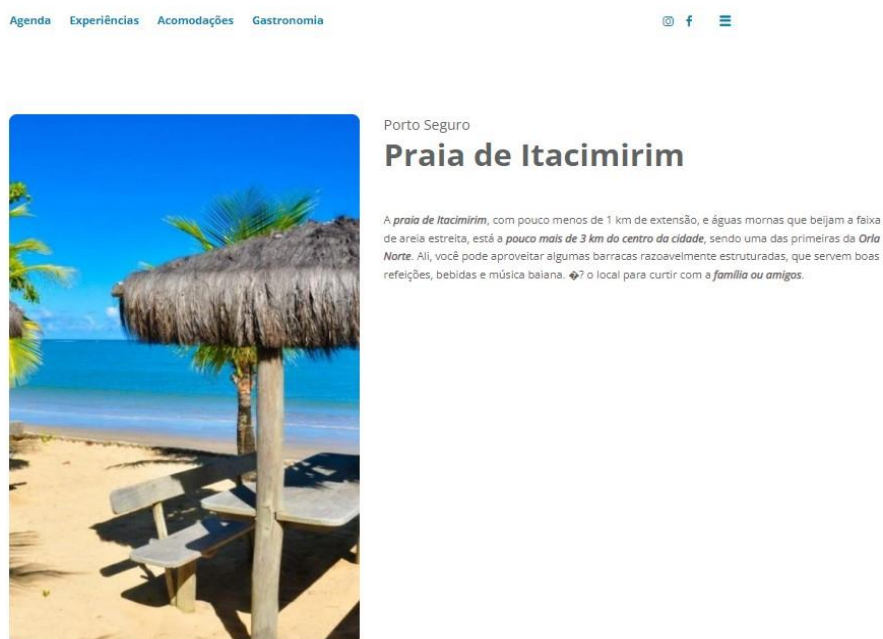 Agenda Experiências Acomodações Gastronomia
Porto Seguro
Praia de Itacimirim
A praia de Itacimirim, com pouco menos de 1 km de extensão, e águas mornas que beijam a faixa
de areia estreita, está a pouco mais de 3 km do centro da cidade, sendo uma das primeiras da Orla
Norte. Ali, você pode aproveitar algumas barracas razoavelmente estruturadas, que servem boas
refeições, bebidas e música baiana. �? o local para curtir com a família ou amigos.